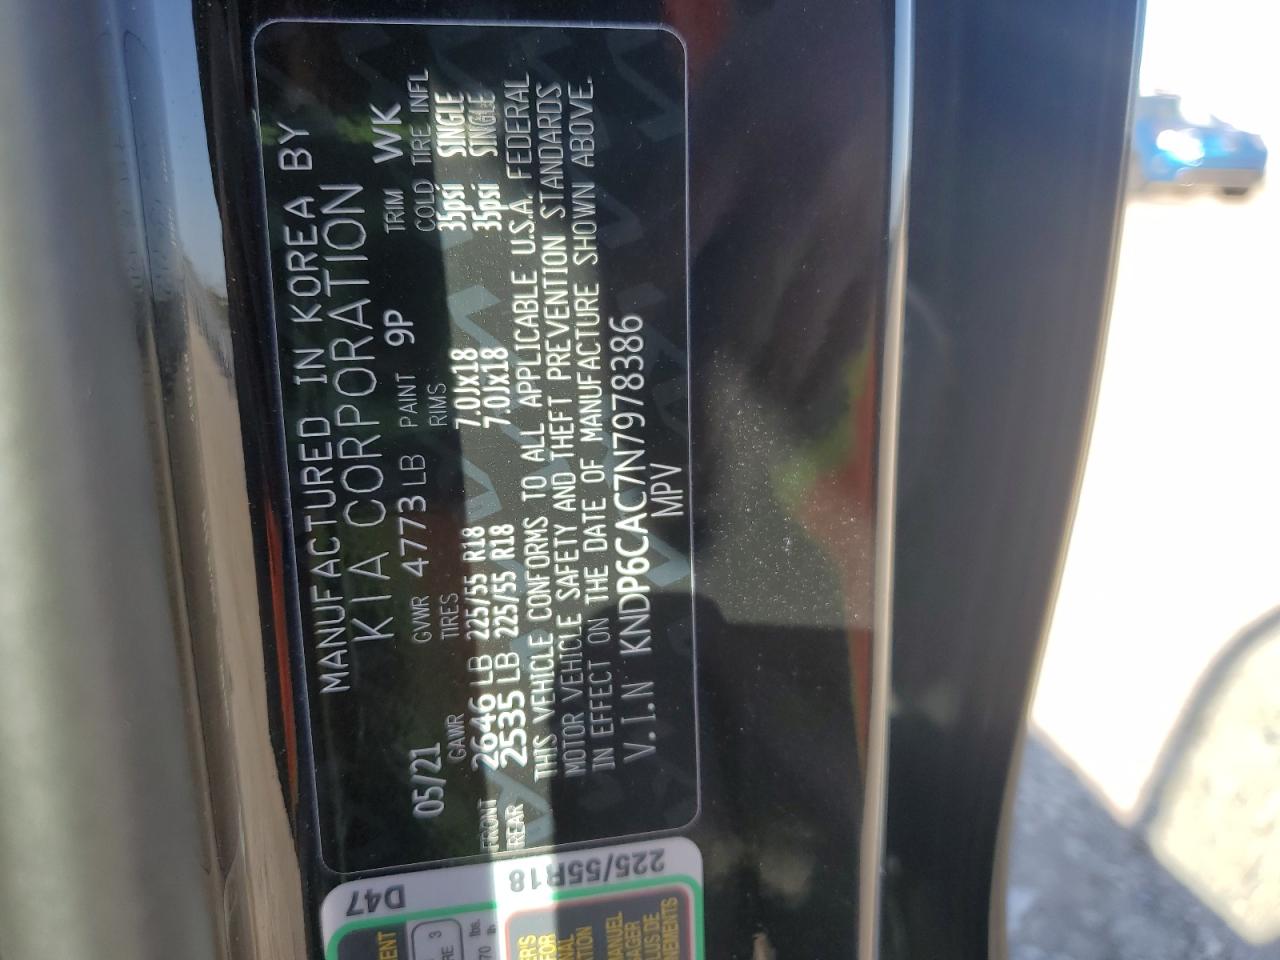 MANUFACTURED IN KOREA BY
KIA CORPORATION
05/21 GVWR 4773 LB PAINT 9P TRIM WK
GAWR TIRES RIMS COLD TIRE INFL
FRONT 2646 LB 225/55 R18 7.0Jx18 35psi SINGLE
REAR 2535 LB 225/55 R18 7.0Jx18 35psi SINGLE
THIS VEHICLE CONFORMS TO ALL APPLICABLE U.S.A. FEDERAL
MOTOR VEHICLE SAFETY AND THEFT PREVENTION STANDARDS
IN EFFECT ON THE DATE OF MANUFACTURE SHOWN ABOVE.
V.I.N KNDP6CAC7N7978386
MPV
D47
225/55R18
MANUEL